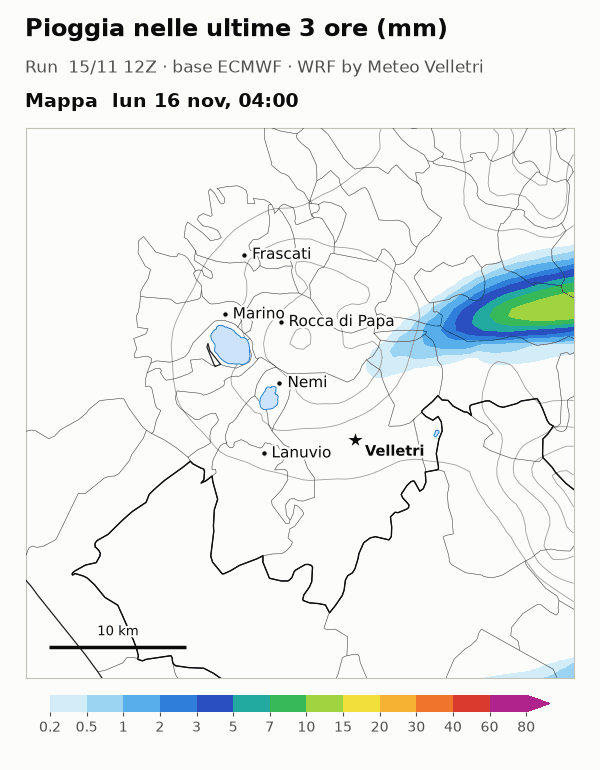 Pioggia nelle ultime 3 ore (mm)
Run  15/11 12Z · base ECMWF · WRF by Meteo Velletri
Mappa  lun 16 nov, 04:00
Frascati
Marino
Rocca di Papa
Nemi
Velletri
Lanuvio
10 km
0.2 0.5 1 2 3 5 7 10 15 20 30 40 60 80